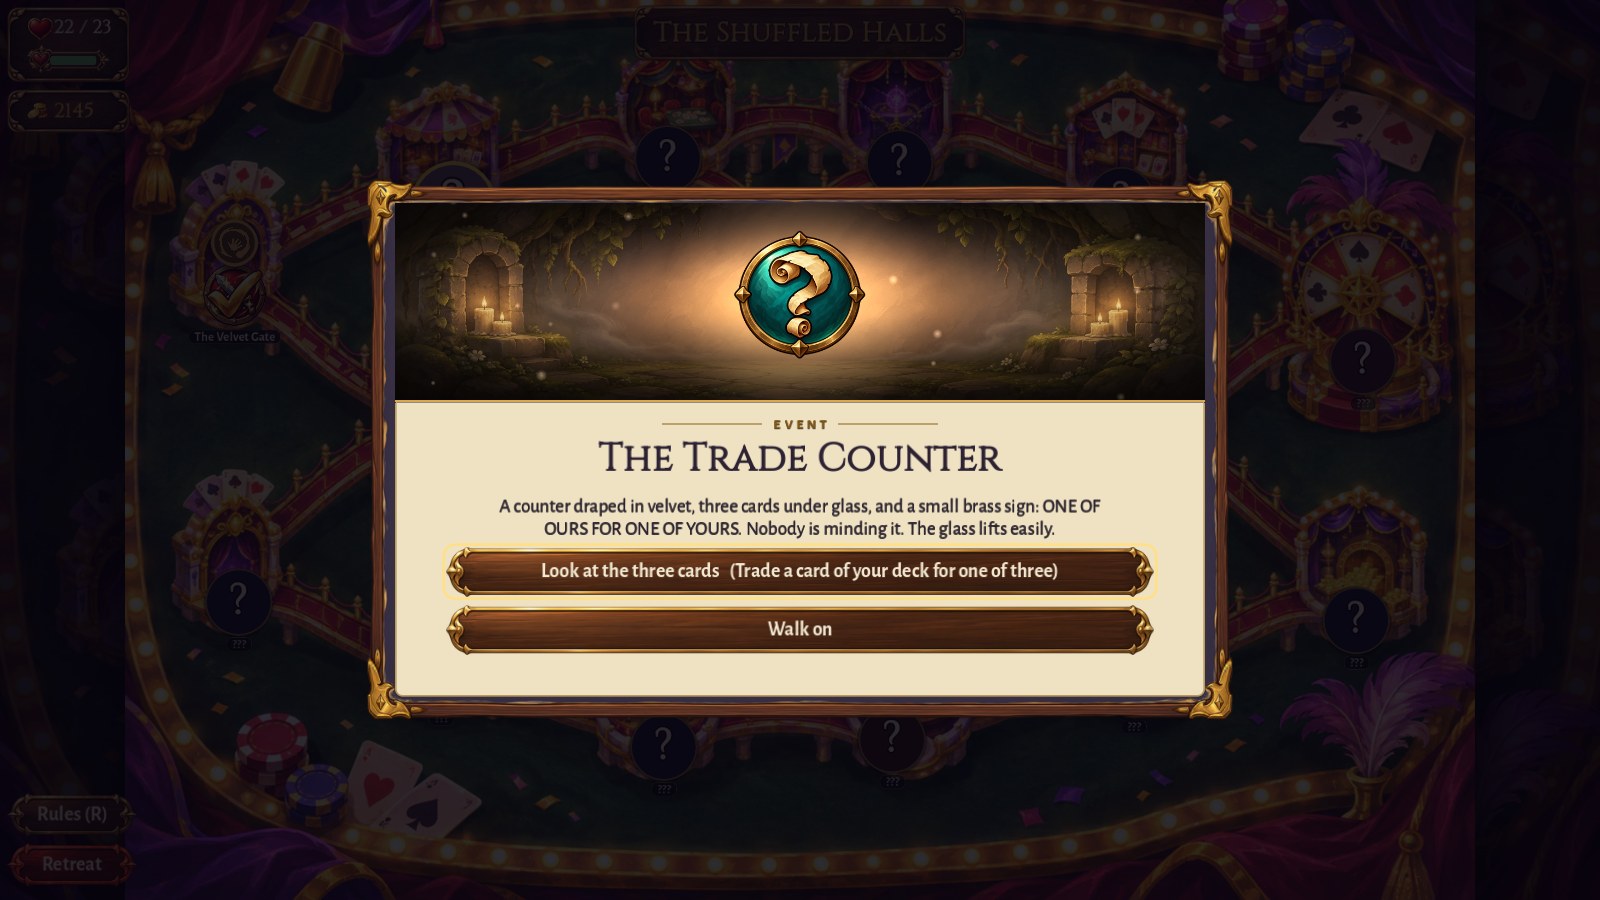 22 / 23
THE SHUFFLED HALLS
2145
?
?
?
The Velvet Gate
?
???
EVENT
THE TRADE COUNTER
A counter draped in velvet, three cards under glass, and a small brass sign: ONE OF
OURS FOR ONE OF YOURS. Nobody is minding it. The glass lifts easily.
Look at the three cards (Trade a card of your deck for one of three)
Walk on
?
???
?
???
???
???
?
???
?
???
Rules (R)
Retreat